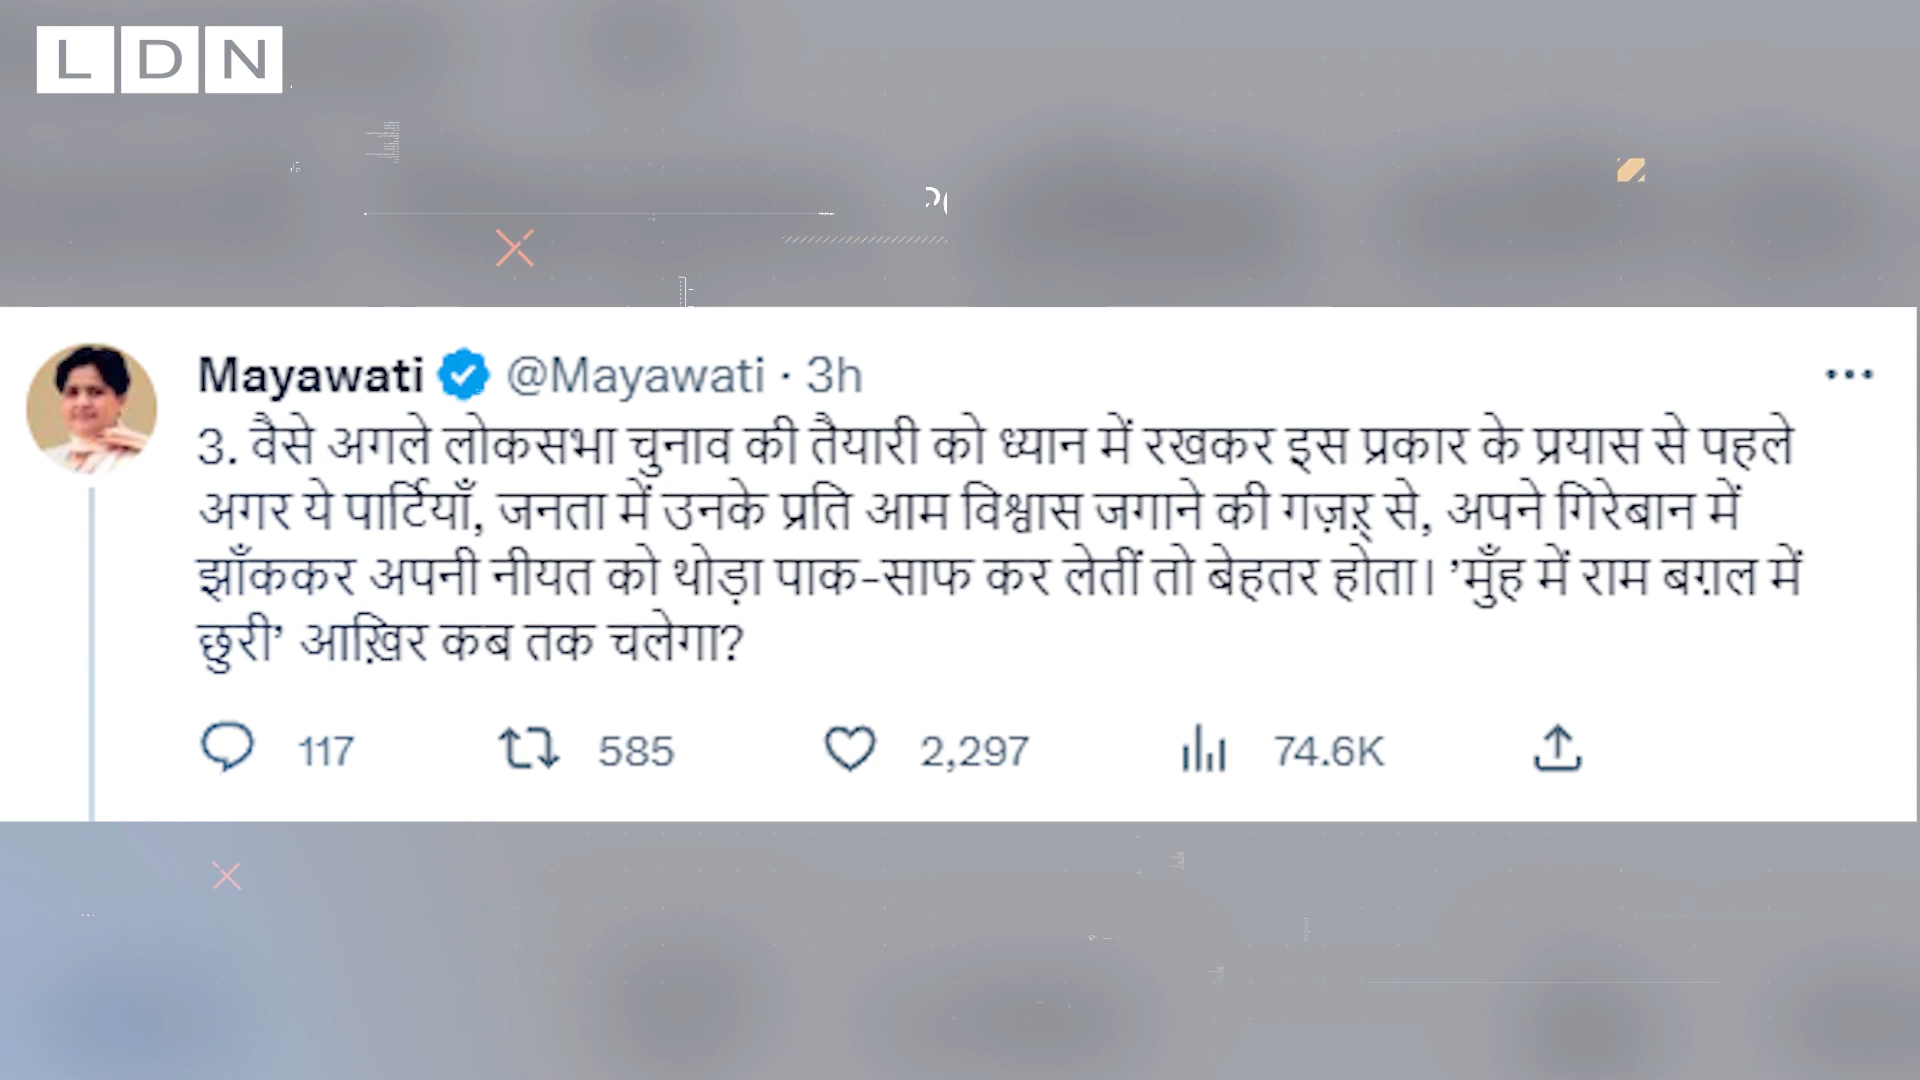 LDN
Mayawati @Mayawati · 3h
3. वैसे अगले लोकसभा चुनाव की तैयारी को ध्यान में रखकर इस प्रकार के प्रयास से पहले
अगर ये पार्टियाँ, जनता में उनके प्रति आम विश्वास जगाने की गज़र् से, अपने गिरेबान में
झाँककर अपनी नीयत को थोड़ा पाक-साफ कर लेतीं तो बेहतर होता। ’मुँह में राम बग़ल में
छुरी’ आख़िर कब तक चलेगा?
117 585 2,297 74.6K